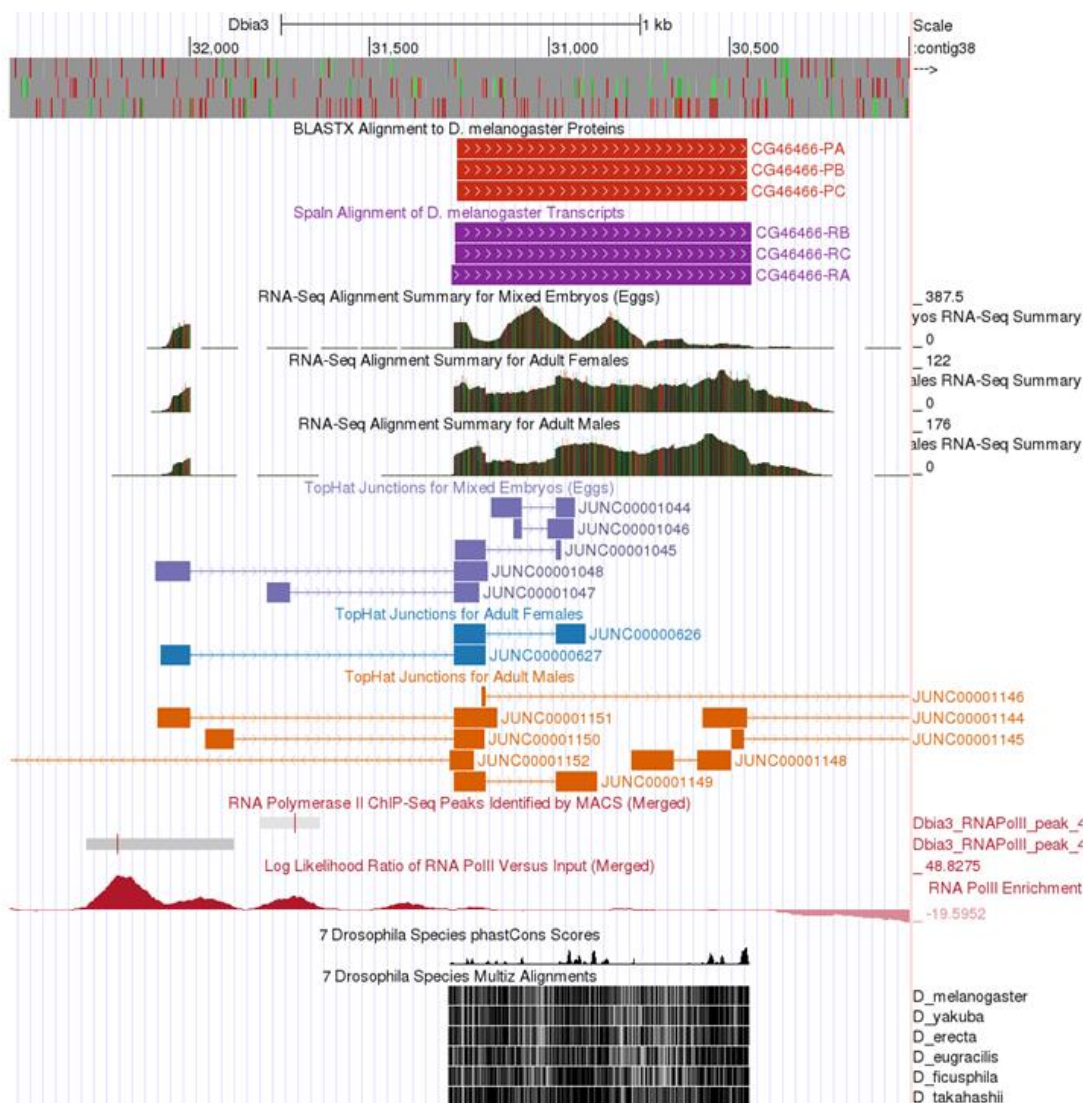 Dbia3 1 kb Scale
32,000 31,500 31,000 30,500 :contig38
--->
BLASTX Alignment to D. melanogaster Proteins
CG46466-PA
CG46466-PB
CG46466-PC
Spaln Alignment of D. melanogaster Transcripts
CG46466-RB
CG46466-RC
CG46466-RA
RNA-Seq Alignment Summary for Mixed Embryos (Eggs)
387.5
yos RNA-Seq Summary
0
RNA-Seq Alignment Summary for Adult Females
122
ales RNA-Seq Summary
0
RNA-Seq Alignment Summary for Adult Males
176
ales RNA-Seq Summary
0
TopHat Junctions for Mixed Embryos (Eggs)
JUNC00001044
JUNC00001046
JUNC00001045
JUNC00001048
JUNC00001047
TopHat Junctions for Adult Females
JUNC00000626
JUNC00000627
TopHat Junctions for Adult Males
JUNC00001146
JUNC00001151 JUNC00001144
JUNC00001150 JUNC00001145
JUNC00001152 JUNC00001148
JUNC00001149
RNA Polymerase II ChIP-Seq Peaks Identified by MACS (Merged)
Dbia3_RNAPolII_peak_4
Dbia3_RNAPolII_peak_4
Log Likelihood Ratio of RNA PolII Versus Input (Merged)
48.8275
RNA PolII Enrichment
-19.5952
7 Drosophila Species phastCons Scores
7 Drosophila Species Multiz Alignments
D_melanogaster
D_yakuba
D_erecta
D_eugracilis
D_ficusphila
D_takahashii